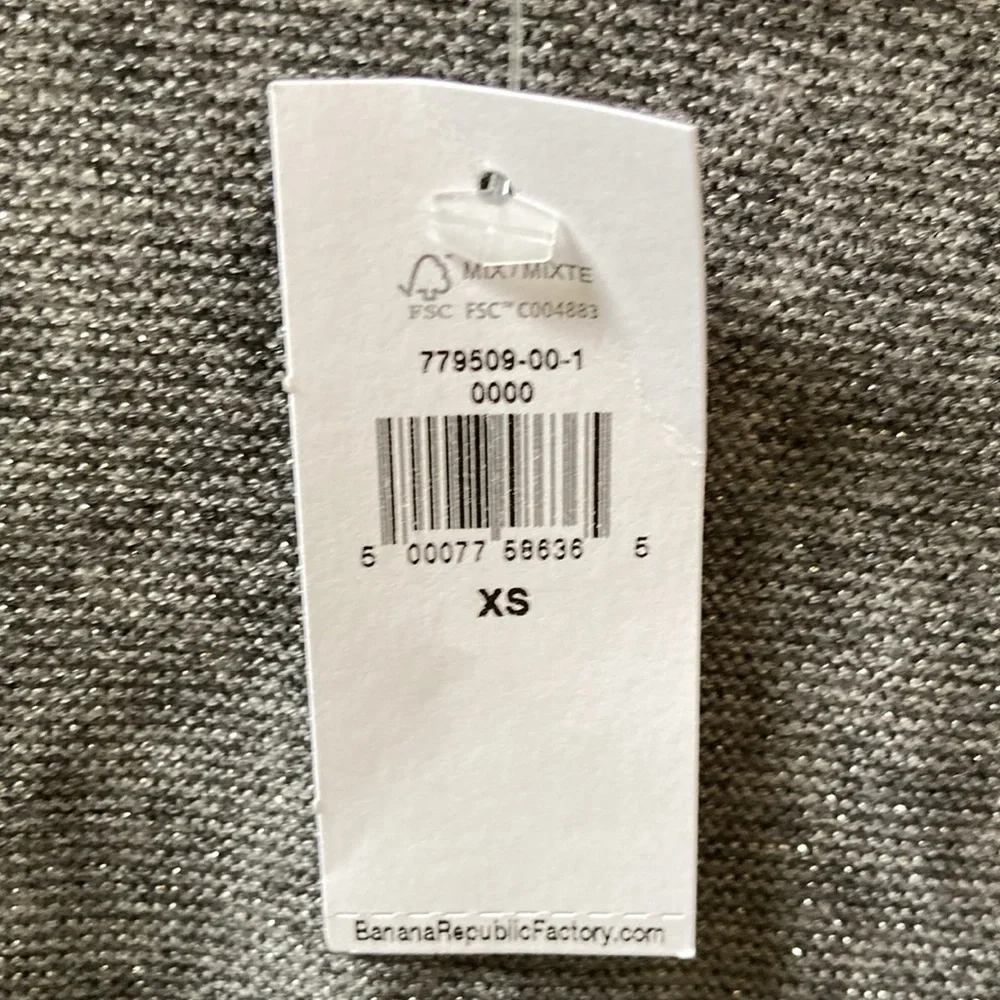 MIX / MIXTE
FSC FSC™ C004883
779509-00-1
0000
5 00077 58636 5
XS
BananaRepublicFactory.com